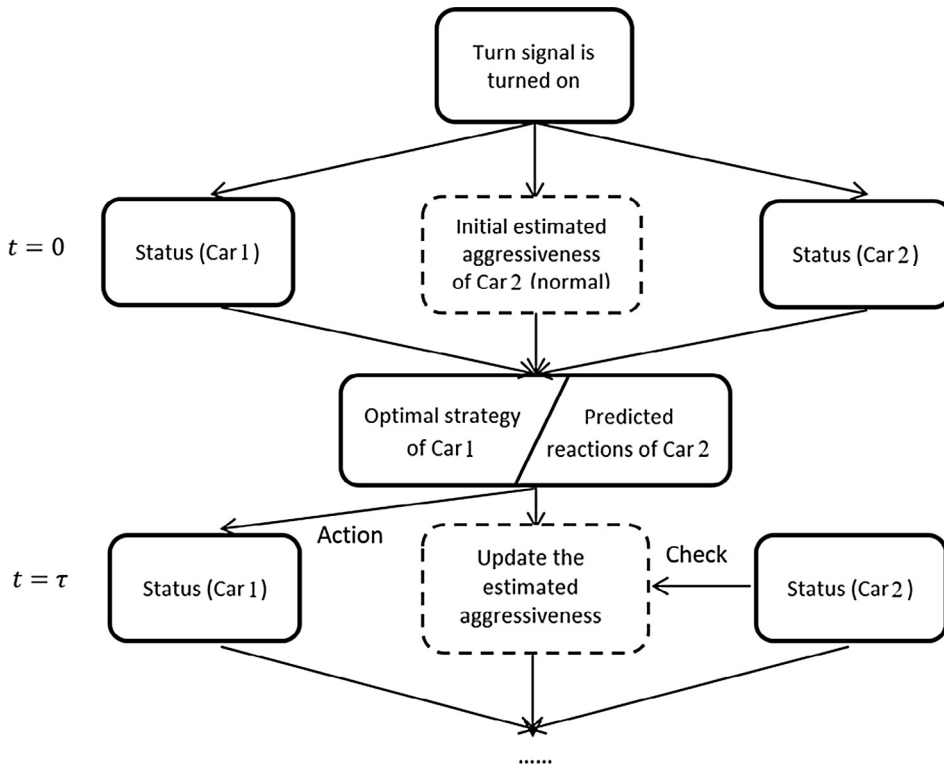 Turn signal is
turned on
t = 0
Status (Car 1)
Initial estimated
aggressiveness
of Car 2 (normal)
Status (Car 2)
Optimal strategy
of Car 1
Predicted
reactions of Car 2
Action
t = τ
Status (Car 1)
Update the
estimated
aggressiveness
Check
Status (Car 2)
......